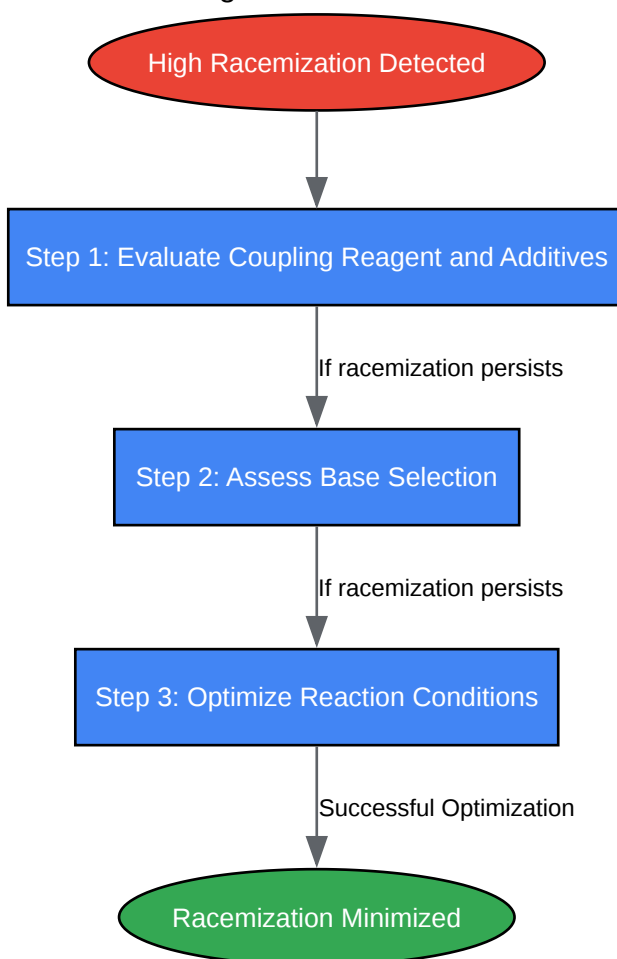 High Racemization Detected
Step 1: Evaluate Coupling Reagent and Additives
If racemization persists
Step 2: Assess Base Selection
If racemization persists
Step 3: Optimize Reaction Conditions
Successful Optimization
Racemization Minimized